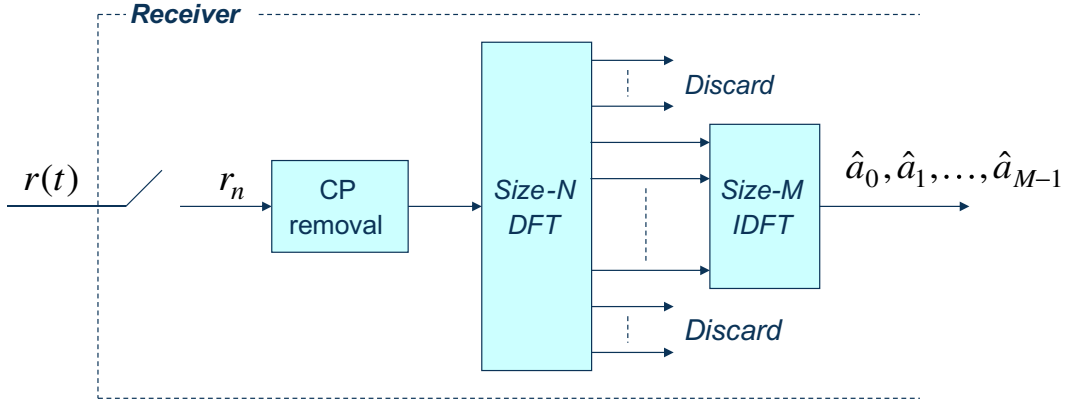 Receiver
Discard
r(t)
r_n
CP
removal
Size-N
DFT
Size-M
IDFT
â_0, â_1, …, â_{M−1}
Discard